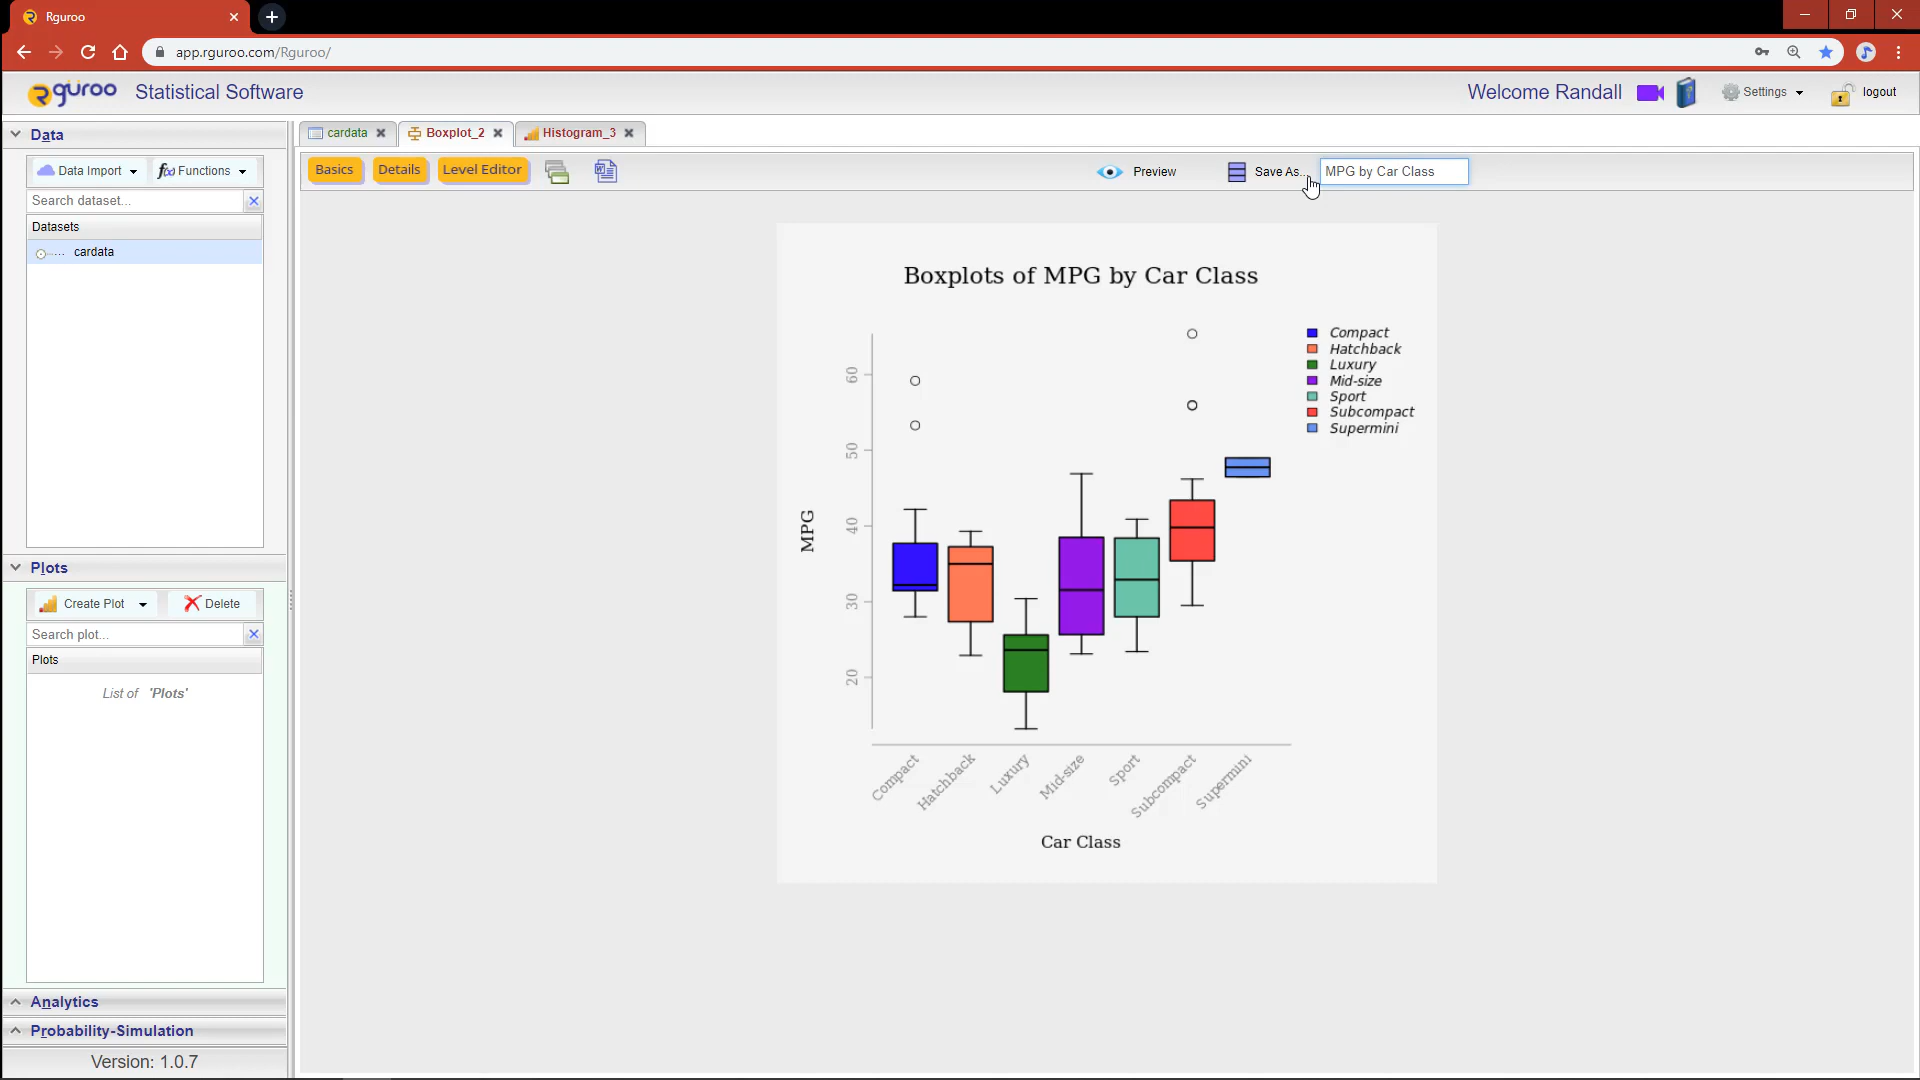 Rguroo
app.rguroo.com/Rguroo/
Rguroo Statistical Software
Welcome Randall
Settings
logout
Data
cardata
Boxplot_2
Histogram_3
Data Import
f(x) Functions
Basics
Details
Level Editor
Preview
Save As...
MPG by Car Class
Search dataset...
Datasets
cardata
Boxplots of MPG by Car Class
Compact
Hatchback
Luxury
Mid-size
Sport
Subcompact
Supermini
60
50
40
30
20
MPG
Compact
Hatchback
Luxury
Mid-size
Sport
Subcompact
Supermini
Car Class
Plots
Create Plot
Delete
Search plot...
Plots
List of 'Plots'
Analytics
Probability-Simulation
Version: 1.0.7